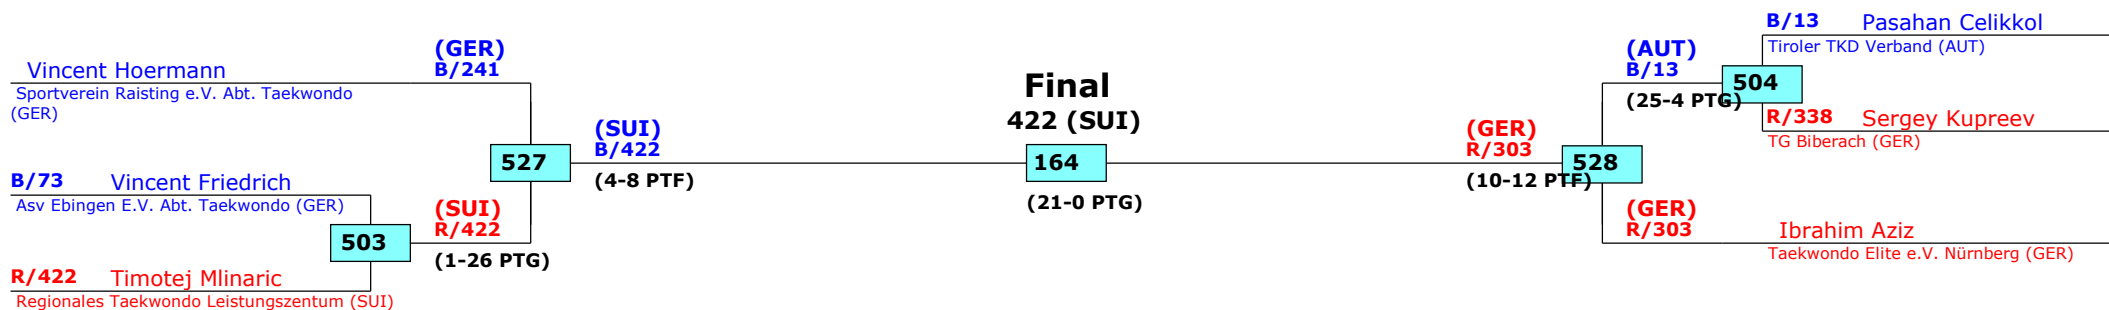 Vincent Hoermann
Sportverein Raisting e.V. Abt. Taekwondo
(GER)
B/73 Vincent Friedrich
Asv Ebingen E.V. Abt. Taekwondo (GER)
503
R/422 Timotej Mlinaric
Regionales Taekwondo Leistungszentum (SUI)
(GER)
B/241
527
(SUI)
R/422
(1-26 PTG)
(SUI)
B/422
(4-8 PTF)
Final
422 (SUI)
164
(21-0 PTG)
(GER)
R/303
528
(10-12 PTF)
(AUT)
B/13
504
(25-4 PTG)
(GER)
R/303
B/13 Pasahan Celikkol
Tiroler TKD Verband (AUT)
R/338 Sergey Kupreev
TG Biberach (GER)
Ibrahim Aziz
Taekwondo Elite e.V. Nürnberg (GER)